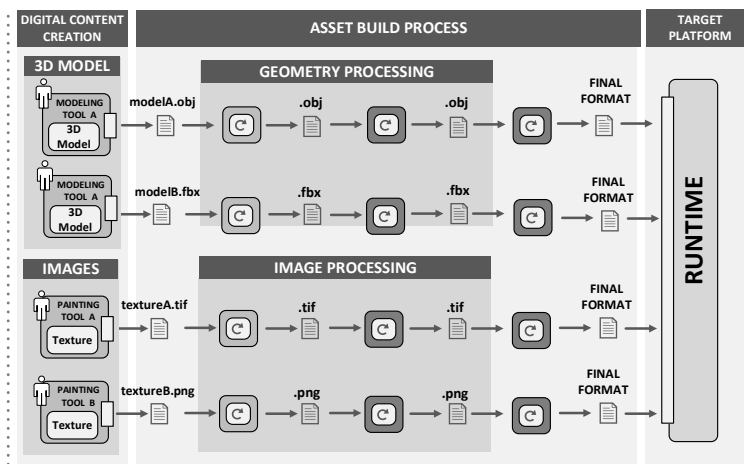 DIGITAL CONTENT
CREATION
ASSET BUILD PROCESS
TARGET
PLATFORM
3D MODEL
GEOMETRY PROCESSING
MODELING
TOOL A
3D
Model
modelA.obj
.obj
.obj
FINAL
FORMAT
MODELING
TOOL A
3D
Model
modelB.fbx
.fbx
.fbx
FINAL
FORMAT
RUNTIME
IMAGES
IMAGE PROCESSING
PAINTING
TOOL A
Texture
textureA.tif
.tif
.tif
FINAL
FORMAT
PAINTING
TOOL B
Texture
textureB.png
.png
.png
FINAL
FORMAT